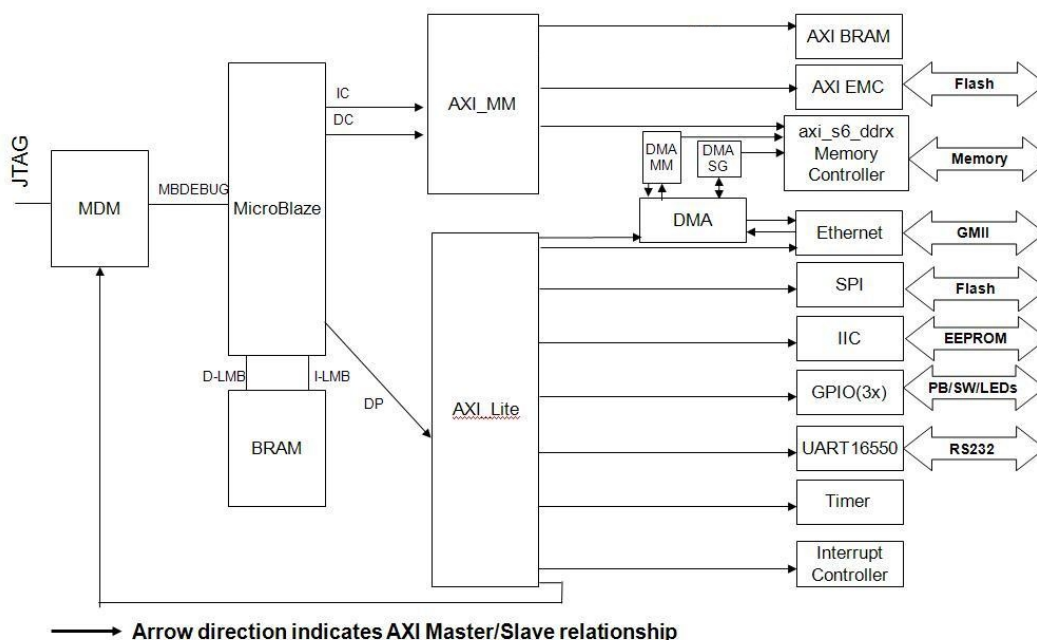 JTAG
MDM
MBDEBUG
MicroBlaze
IC
DC
D-LMB
I-LMB
BRAM
DP
AXI_MM
AXI_Lite
DMA
MM
DMA
SG
DMA
AXI BRAM
AXI EMC
Flash
axi_s6_ddrx
Memory
Controller
Memory
Ethernet
GMII
SPI
Flash
IIC
EEPROM
GPIO(3x)
PB/SW/LEDs
UART16550
RS232
Timer
Interrupt
Controller
Arrow direction indicates AXI Master/Slave relationship